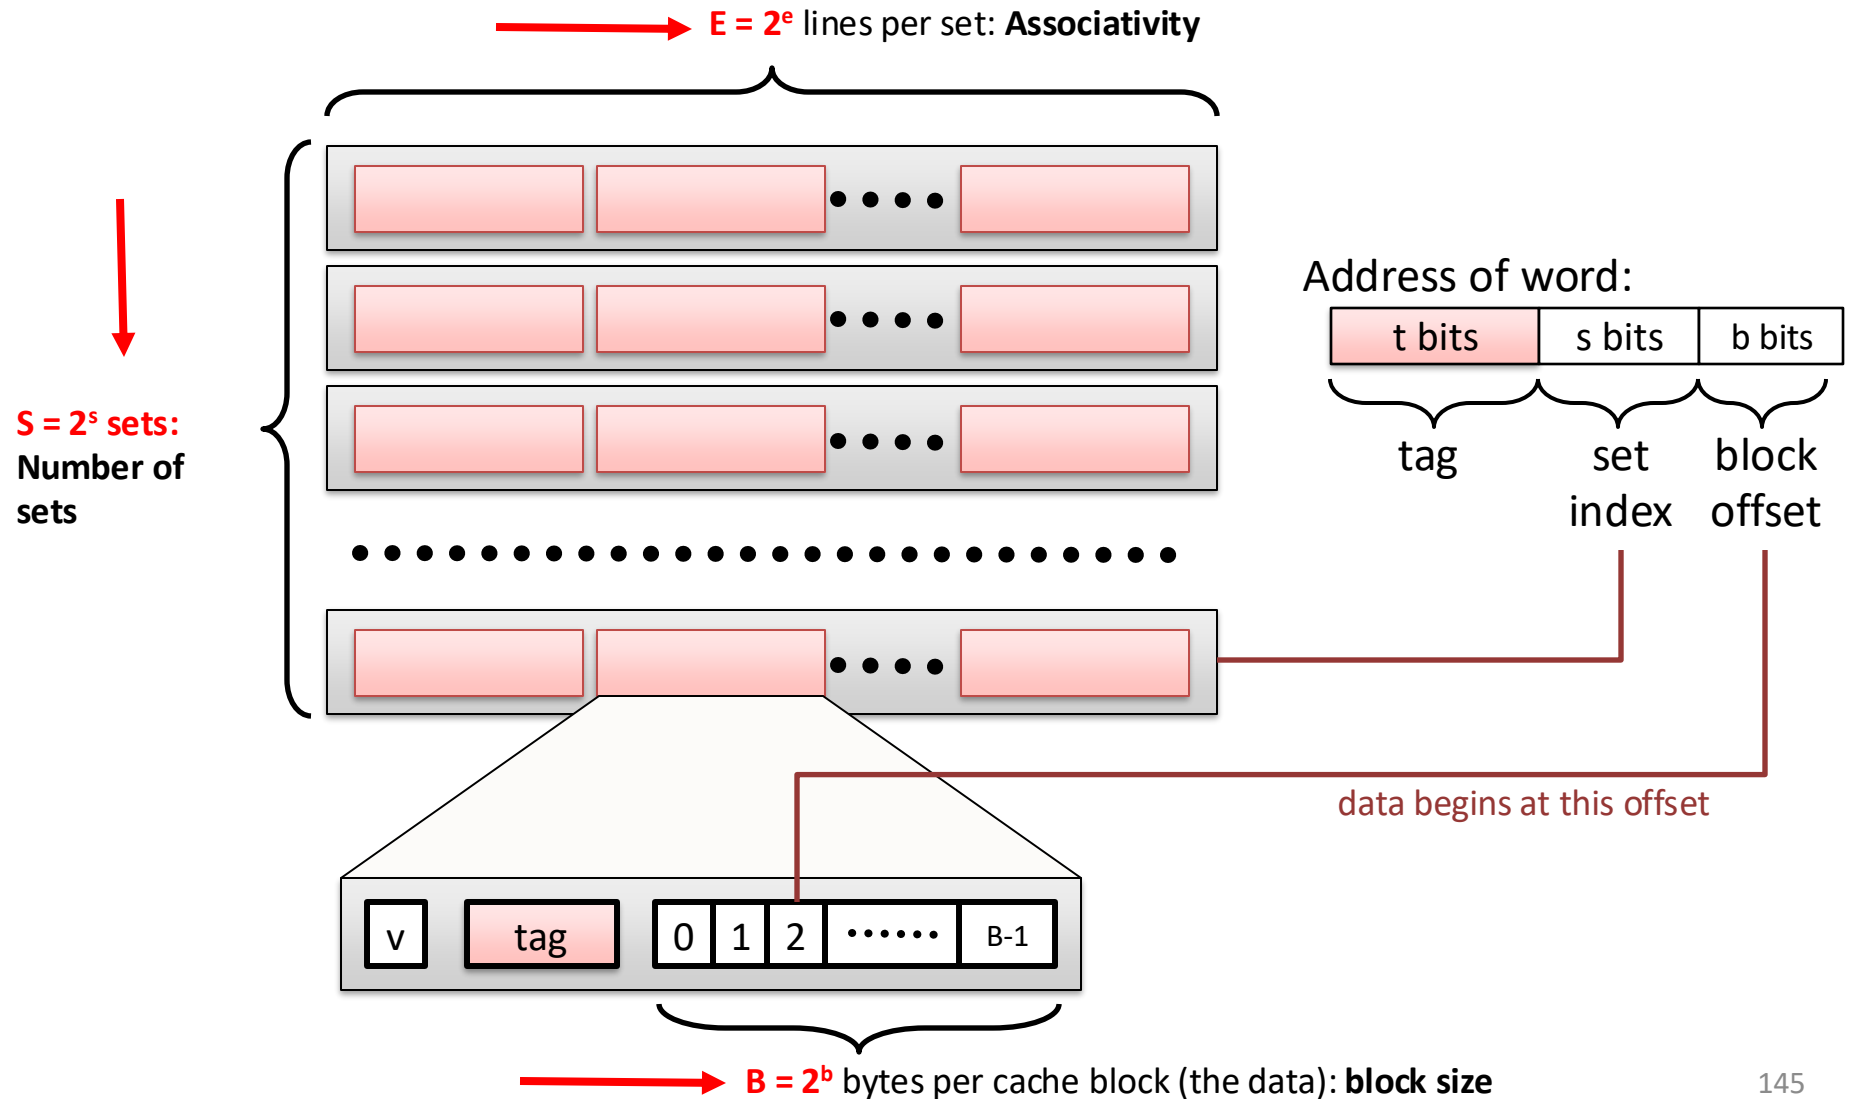 E = 2ᵉ lines per set: Associativity
Address of word:
t bits s bits b bits
S = 2ˢ sets:
Number of
sets
tag set block
index offset
data begins at this offset
v tag 0 1 2 •••••• B-1
B = 2ᵇ bytes per cache block (the data): block size
145